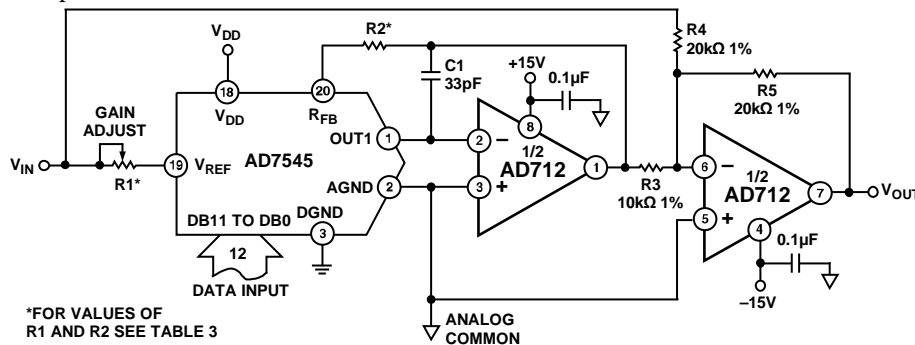 R4
20kΩ 1%
V_DD
R2*
C1
33pF
+15V
0.1µF
R5
20kΩ 1%
GAIN
ADJUST
18
V_DD
20
R_FB
OUT1
1
2
–
8
1/2
AD712
1
3
+
V_IN
R1*
19
V_REF
AD7545
AGND
2
R3
10kΩ 1%
6
–
1/2
AD712
7
V_OUT
5
+
4
DB11 TO DB0
DGND
3
12
DATA INPUT
0.1µF
–15V
ANALOG
COMMON
*FOR VALUES OF
R1 AND R2 SEE TABLE 3